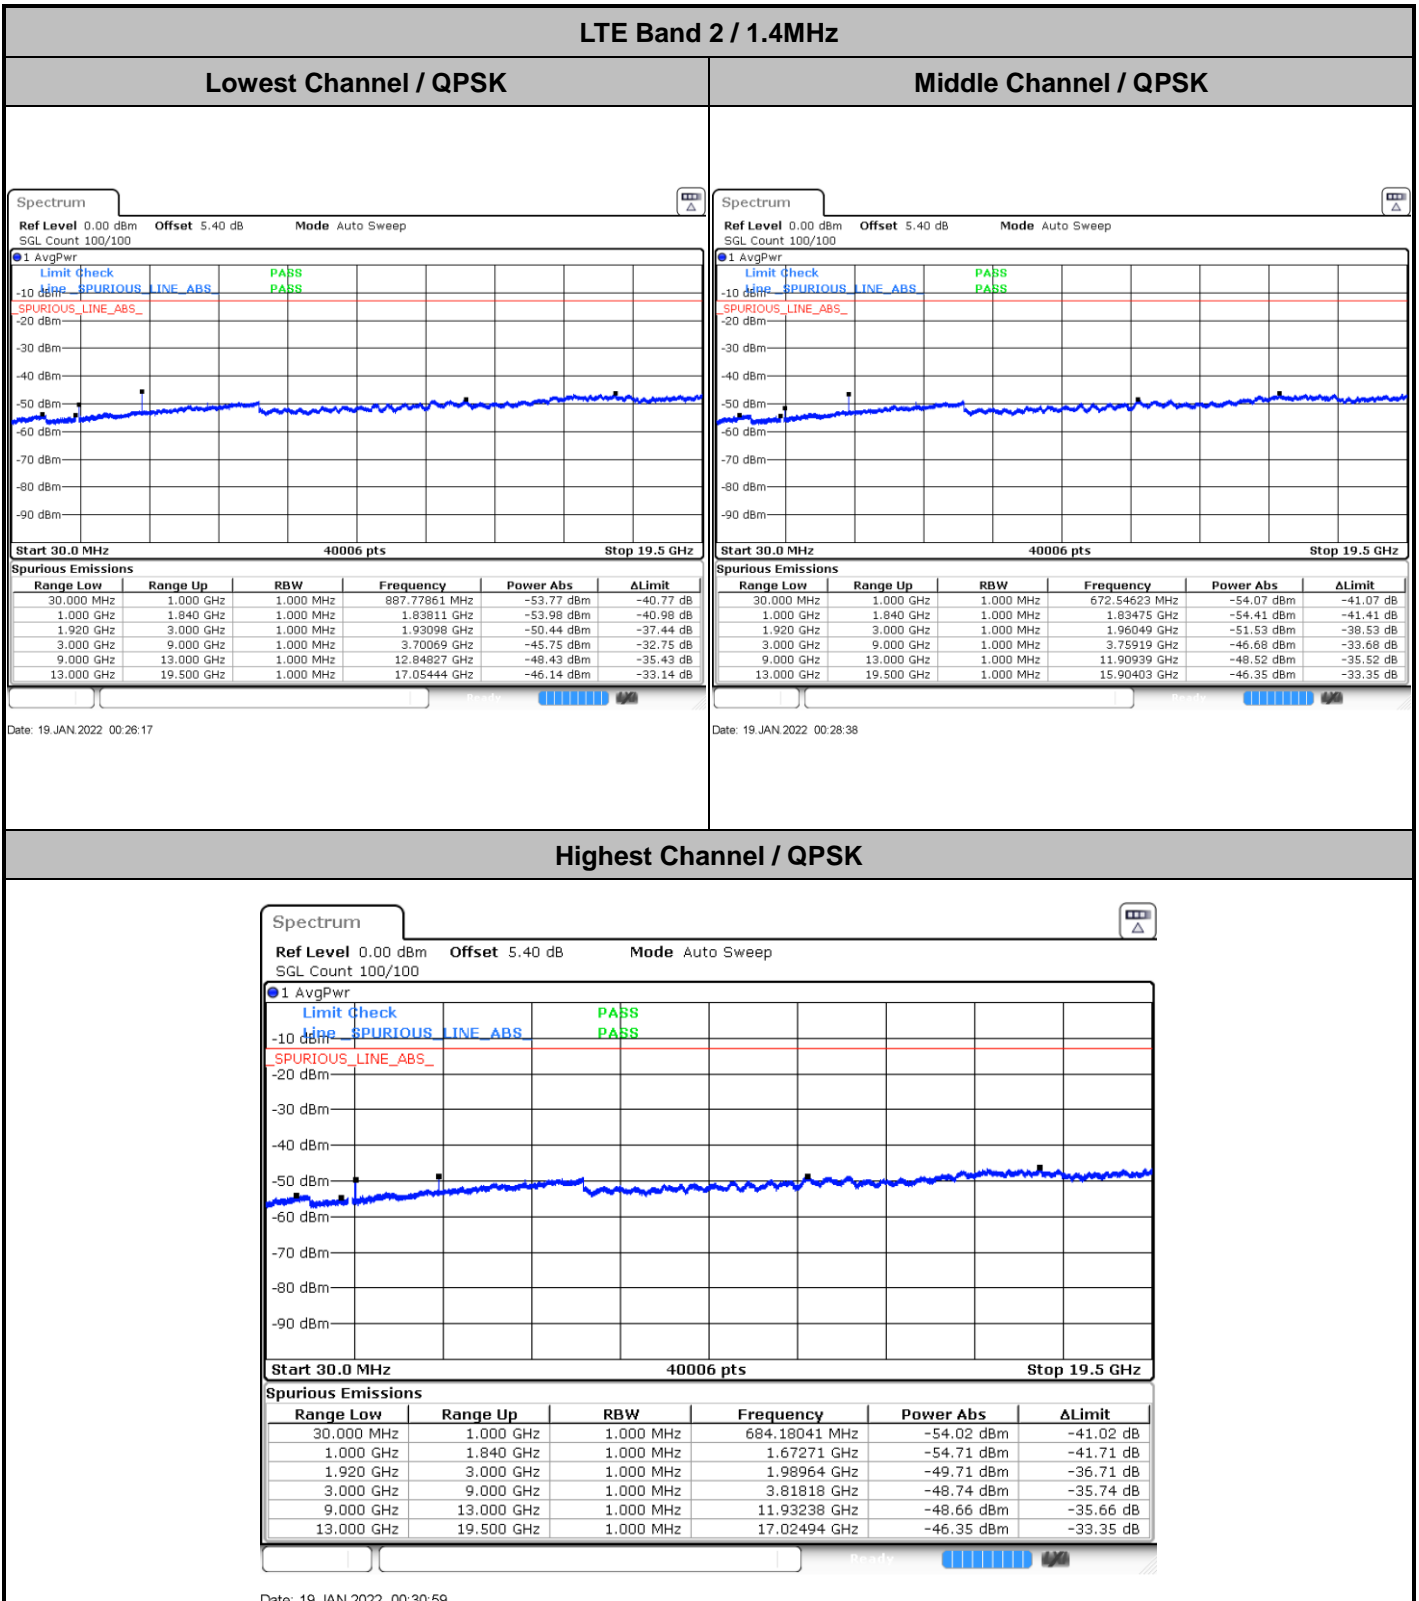 LTE Band 2 / 1.4MHz
Lowest Channel / QPSK
Middle Channel / QPSK
Spectrum
Ref Level 0.00 dBm Offset 5.40 dB Mode Auto Sweep
SGL Count 100/100
1 AvgPwr
Limit Check PASS
Line _SPURIOUS_LINE_ABS_ PASS
-10 dBm
_SPURIOUS_LINE_ABS_
-20 dBm
-30 dBm
-40 dBm
-50 dBm
-60 dBm
-70 dBm
-80 dBm
-90 dBm
Start 30.0 MHz 40006 pts Stop 19.5 GHz
Spurious Emissions
Range Low Range Up RBW Frequency Power Abs ΔLimit
30.000 MHz 1.000 GHz 1.000 MHz 887.77861 MHz -53.77 dBm -40.77 dB
1.000 GHz 1.840 GHz 1.000 MHz 1.83811 GHz -53.98 dBm -40.98 dB
1.920 GHz 3.000 GHz 1.000 MHz 1.93098 GHz -50.44 dBm -37.44 dB
3.000 GHz 9.000 GHz 1.000 MHz 3.70069 GHz -45.75 dBm -32.75 dB
9.000 GHz 13.000 GHz 1.000 MHz 12.84827 GHz -48.43 dBm -35.43 dB
13.000 GHz 19.500 GHz 1.000 MHz 17.05444 GHz -46.14 dBm -33.14 dB
Ready
Date: 19.JAN.2022 00:26:17
Spectrum
Ref Level 0.00 dBm Offset 5.40 dB Mode Auto Sweep
SGL Count 100/100
1 AvgPwr
Limit Check PASS
Line _SPURIOUS_LINE_ABS_ PASS
-10 dBm
_SPURIOUS_LINE_ABS_
-20 dBm
-30 dBm
-40 dBm
-50 dBm
-60 dBm
-70 dBm
-80 dBm
-90 dBm
Start 30.0 MHz 40006 pts Stop 19.5 GHz
Spurious Emissions
Range Low Range Up RBW Frequency Power Abs ΔLimit
30.000 MHz 1.000 GHz 1.000 MHz 672.54623 MHz -54.07 dBm -41.07 dB
1.000 GHz 1.840 GHz 1.000 MHz 1.83475 GHz -54.41 dBm -41.41 dB
1.920 GHz 3.000 GHz 1.000 MHz 1.96049 GHz -51.53 dBm -38.53 dB
3.000 GHz 9.000 GHz 1.000 MHz 3.75919 GHz -46.68 dBm -33.68 dB
9.000 GHz 13.000 GHz 1.000 MHz 11.90939 GHz -48.52 dBm -35.52 dB
13.000 GHz 19.500 GHz 1.000 MHz 15.90403 GHz -46.35 dBm -33.35 dB
Ready
Date: 19.JAN.2022 00:28:38
Highest Channel / QPSK
Spectrum
Ref Level 0.00 dBm Offset 5.40 dB Mode Auto Sweep
SGL Count 100/100
1 AvgPwr
Limit Check PASS
Line _SPURIOUS_LINE_ABS_ PASS
-10 dBm
_SPURIOUS_LINE_ABS_
-20 dBm
-30 dBm
-40 dBm
-50 dBm
-60 dBm
-70 dBm
-80 dBm
-90 dBm
Start 30.0 MHz 40006 pts Stop 19.5 GHz
Spurious Emissions
Range Low Range Up RBW Frequency Power Abs ΔLimit
30.000 MHz 1.000 GHz 1.000 MHz 684.18041 MHz -54.02 dBm -41.02 dB
1.000 GHz 1.840 GHz 1.000 MHz 1.67271 GHz -54.71 dBm -41.71 dB
1.920 GHz 3.000 GHz 1.000 MHz 1.98964 GHz -49.71 dBm -36.71 dB
3.000 GHz 9.000 GHz 1.000 MHz 3.81818 GHz -48.74 dBm -35.74 dB
9.000 GHz 13.000 GHz 1.000 MHz 11.93238 GHz -48.66 dBm -35.66 dB
13.000 GHz 19.500 GHz 1.000 MHz 17.02494 GHz -46.35 dBm -33.35 dB
Ready
Date: 19.JAN.2022 00:30:59